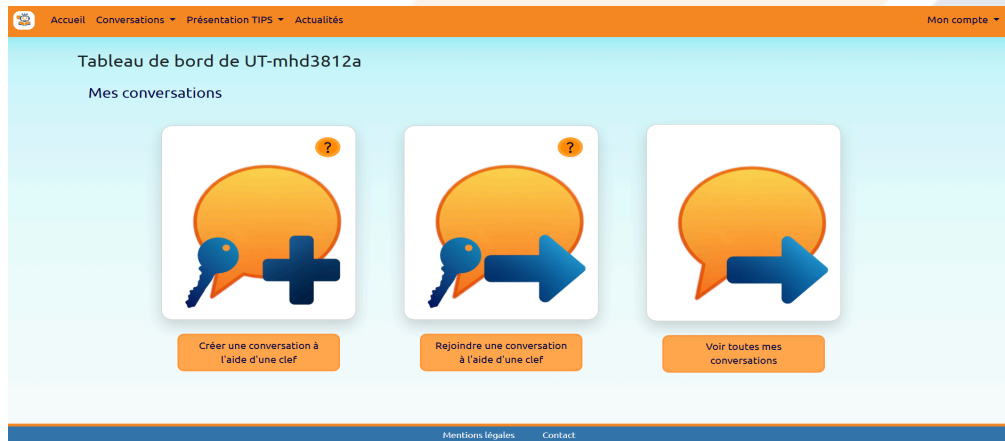 Accueil Conversations Présentation TIPS Actualités Mon compte
Tableau de bord de UT-mhd3812a
Mes conversations
? ?
Créer une conversation à
l'aide d'une clef
Rejoindre une conversation
à l'aide d'une clef
Voir toutes mes
conversations
Mentions légales Contact